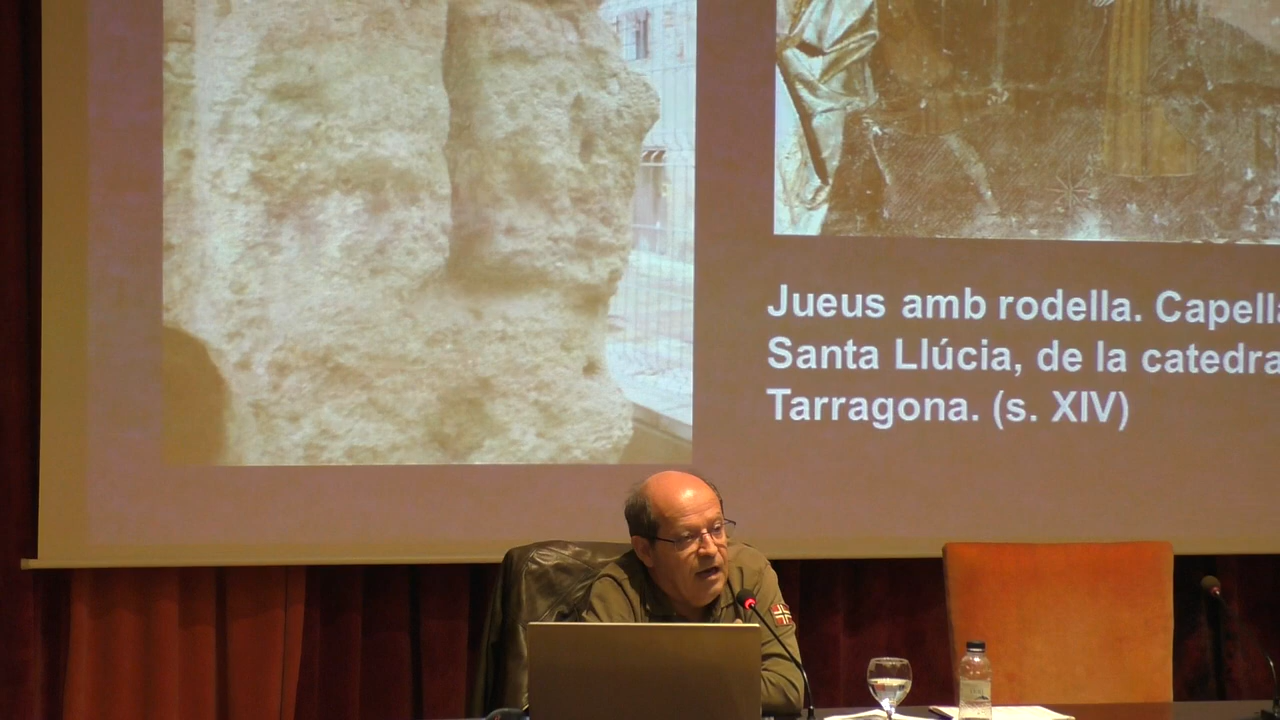 Jueus amb rodella. Capella
Santa Llúcia, de la catedra
Tarragona. (s. XIV)